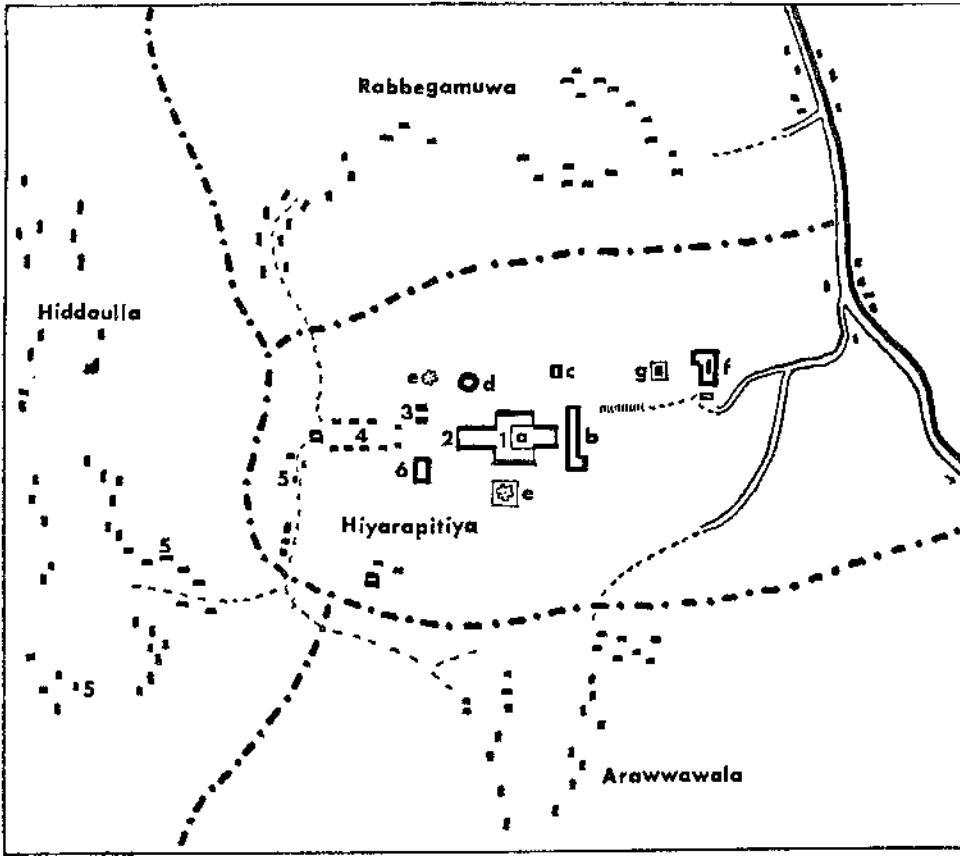 Rabbegamuwa
Hiddaulla
e d c g f
3
4 2 1 a b
5 6
e
Hiyarapitiya
5
5
Arawwawala